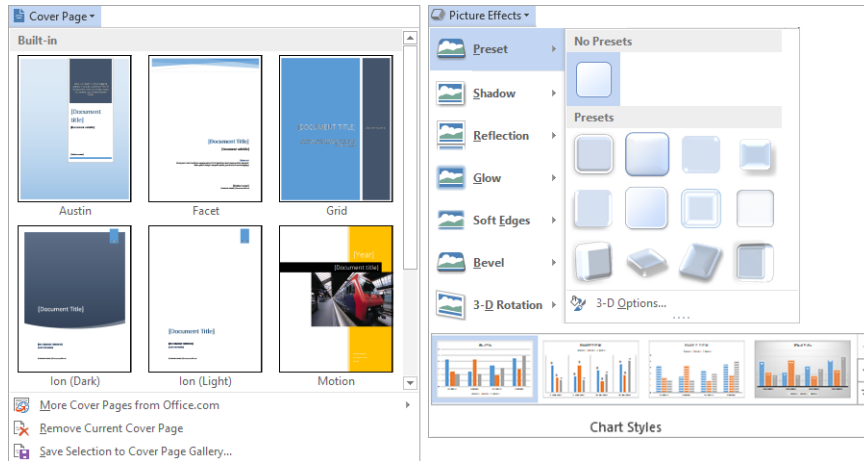 Cover Page
Built-in
[Document title]
[Document Title]
[DOCUMENT TITLE]
Austin
Facet
Grid
[Document Title]
[Document Title]
[Year]
[Document title]
Ion (Dark)
Ion (Light)
Motion
More Cover Pages from Office.com
Remove Current Cover Page
Save Selection to Cover Page Gallery...
Picture Effects
Preset
Shadow
Reflection
Glow
Soft Edges
Bevel
3-D Rotation
No Presets
Presets
3-D Options...
Chart Styles